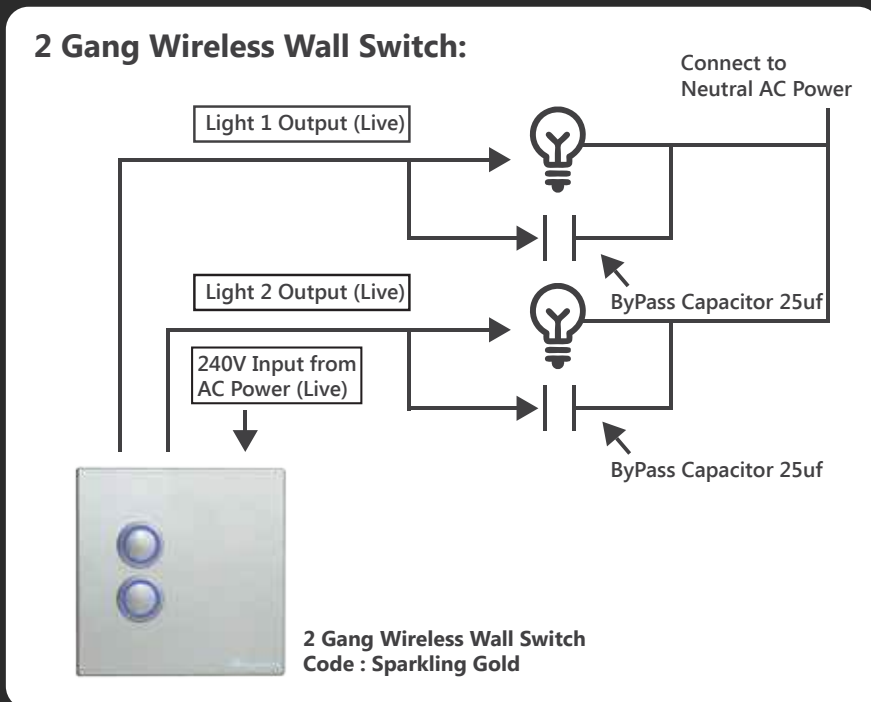 2 Gang Wireless Wall Switch:
Connect to
Neutral AC Power
Light 1 Output (Live)
ByPass Capacitor 25uf
Light 2 Output (Live)
240V Input from
AC Power (Live)
ByPass Capacitor 25uf
2 Gang Wireless Wall Switch
Code : Sparkling Gold